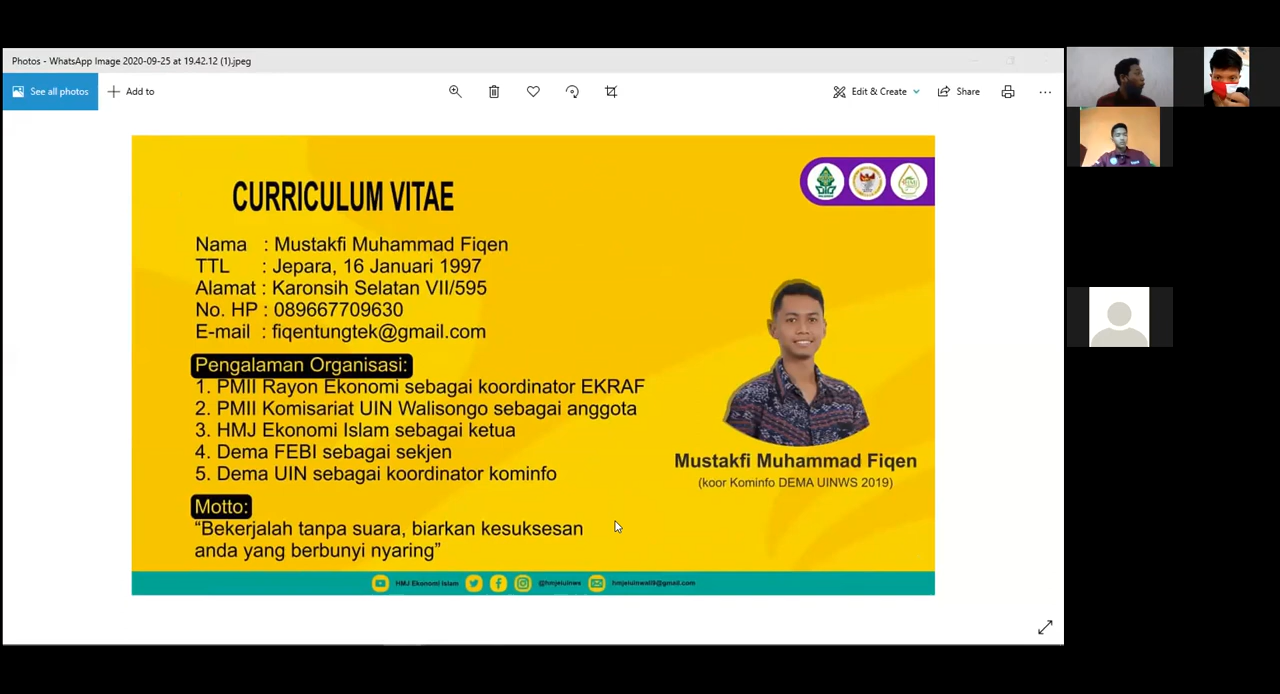 Photos - WhatsApp Image 2020-09-25 at 19.42.12 (1).jpeg
See all photos
Add to
Edit & Create
Share
CURRICULUM VITAE
Nama : Mustakfi Muhammad Fiqen
TTL : Jepara, 16 Januari 1997
Alamat : Karonsih Selatan VII/595
No. HP : 089667709630
E-mail : fiqentungtek@gmail.com
Pengalaman Organisasi:
1. PMII Rayon Ekonomi sebagai koordinator EKRAF
2. PMII Komisariat UIN Walisongo sebagai anggota
3. HMJ Ekonomi Islam sebagai ketua
4. Dema FEBI sebagai sekjen
5. Dema UIN sebagai koordinator kominfo
Motto:
“Bekerjalah tanpa suara, biarkan kesuksesan
anda yang berbunyi nyaring”
Mustakfi Muhammad Fiqen
(koor Kominfo DEMA UINWS 2019)
HMJ Ekonomi Islam
@hmjeiuinws